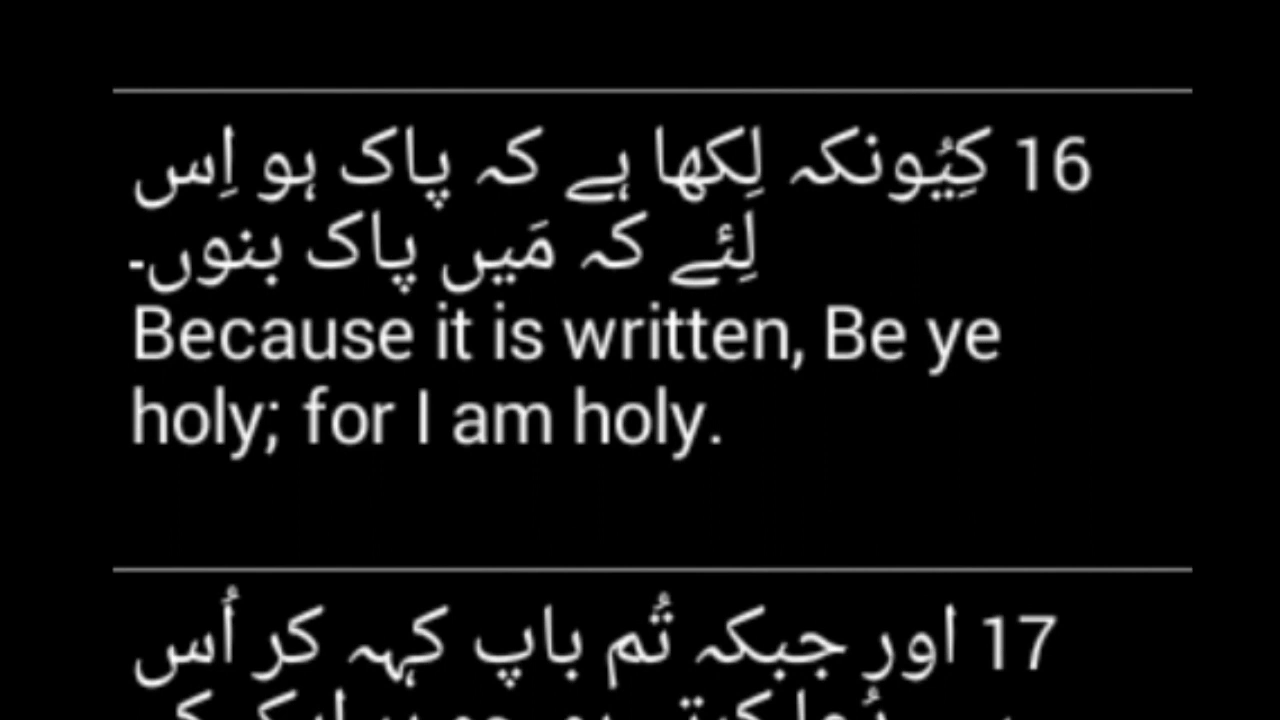 16 کِیُونکہ لِکھا ہے کہ پاک ہو اِس
لِئے کہ مَیں پاک بنوں۔
Because it is written, Be ye
holy; for I am holy.
17 اور جبکہ تُم باپ کہہ کر اُس